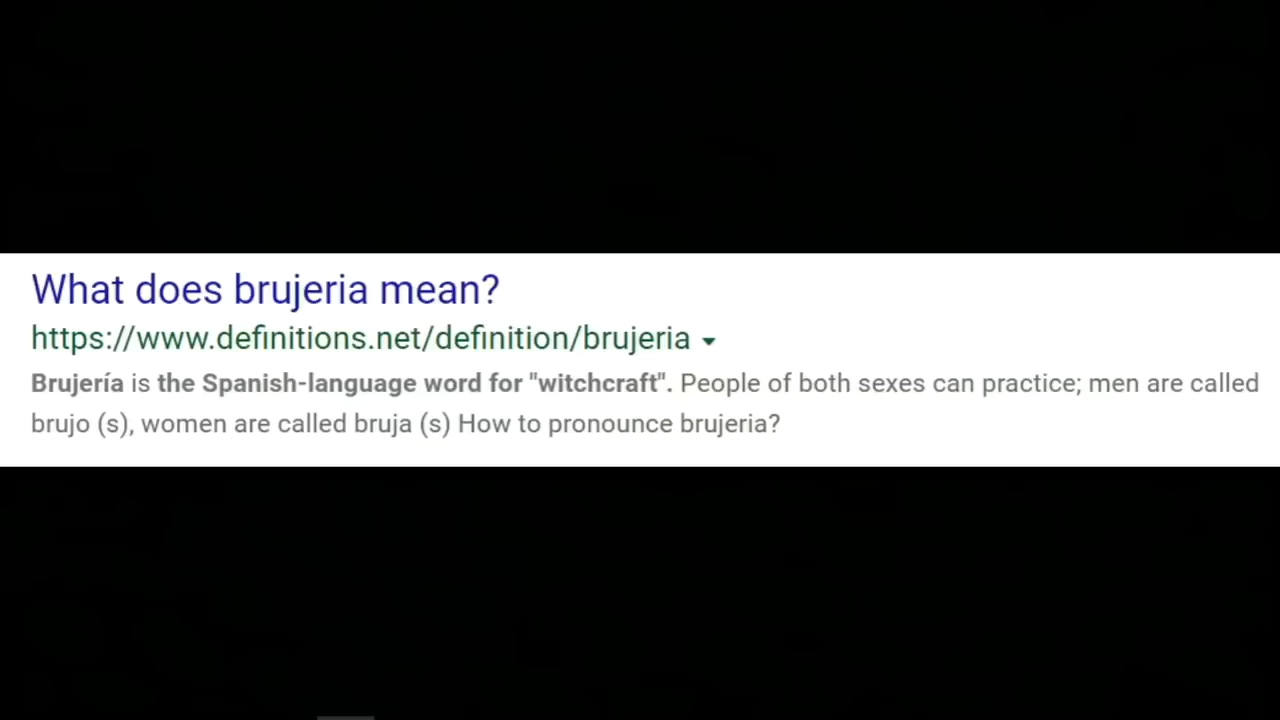 What does brujeria mean?
https://www.definitions.net/definition/brujeria
Brujería is the Spanish-language word for "witchcraft". People of both sexes can practice; men are called
brujo (s), women are called bruja (s) How to pronounce brujeria?